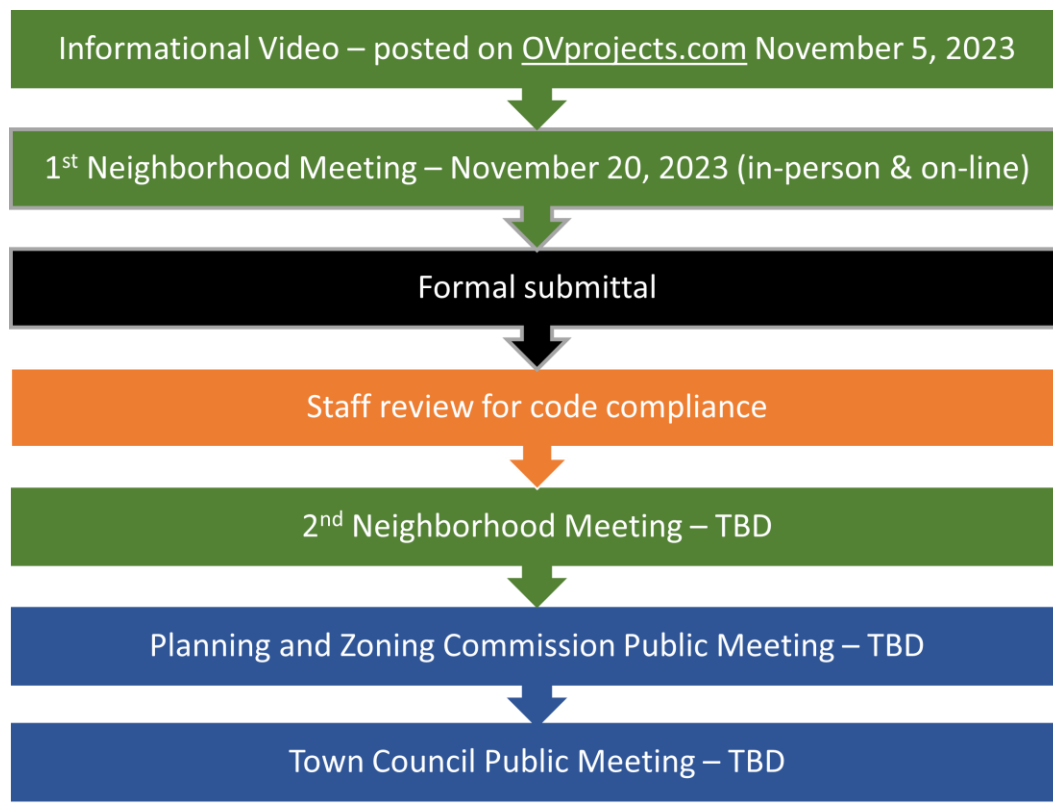 Informational Video – posted on OVprojects.com November 5, 2023
1st Neighborhood Meeting – November 20, 2023 (in-person & on-line)
Formal submittal
Staff review for code compliance
2nd Neighborhood Meeting – TBD
Planning and Zoning Commission Public Meeting – TBD
Town Council Public Meeting – TBD